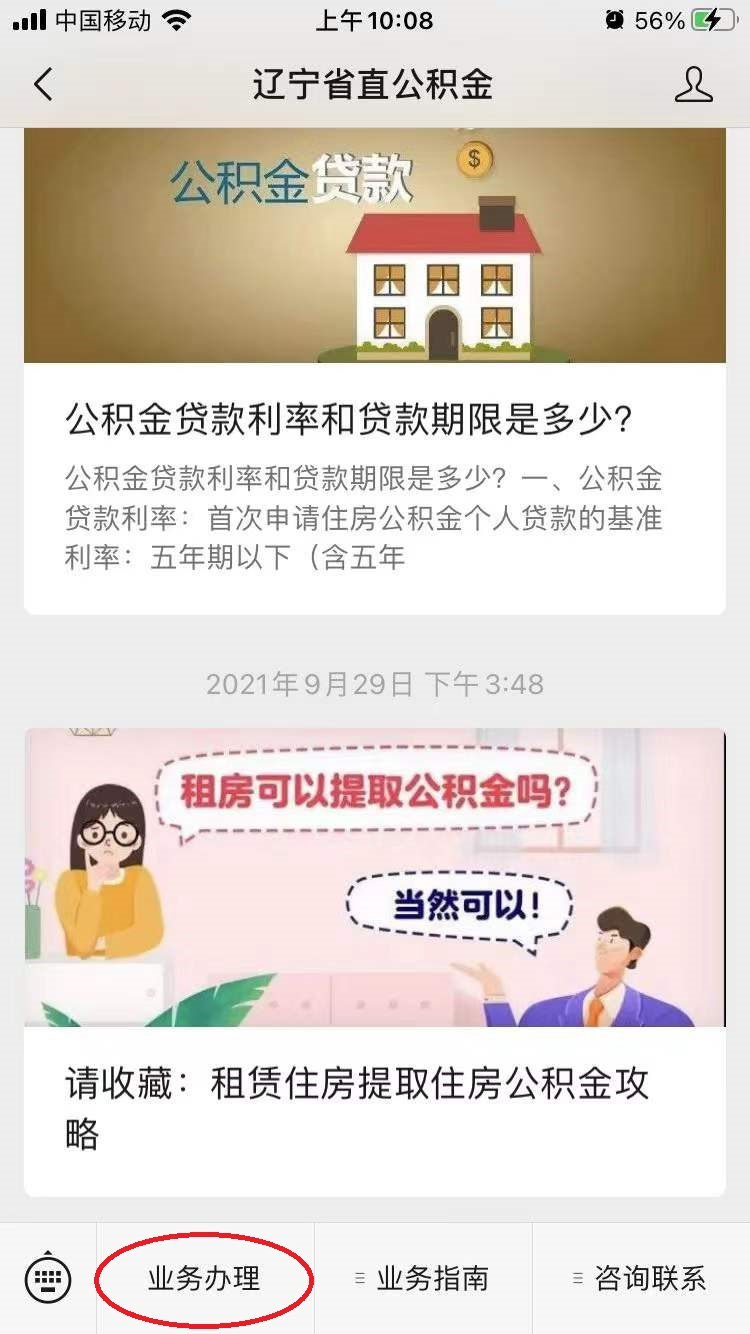 中国移动
上午10:08
56%
辽宁省直公积金
公积金贷款
$
公积金贷款利率和贷款期限是多少？
公积金贷款利率和贷款期限是多少？一、公积金
贷款利率：首次申请住房公积金个人贷款的基准
利率：五年期以下（含五年
2021年9月29日 下午3:48
租房可以提取公积金吗？
当然可以！
请收藏：租赁住房提取住房公积金攻
略
业务办理
业务指南
咨询联系